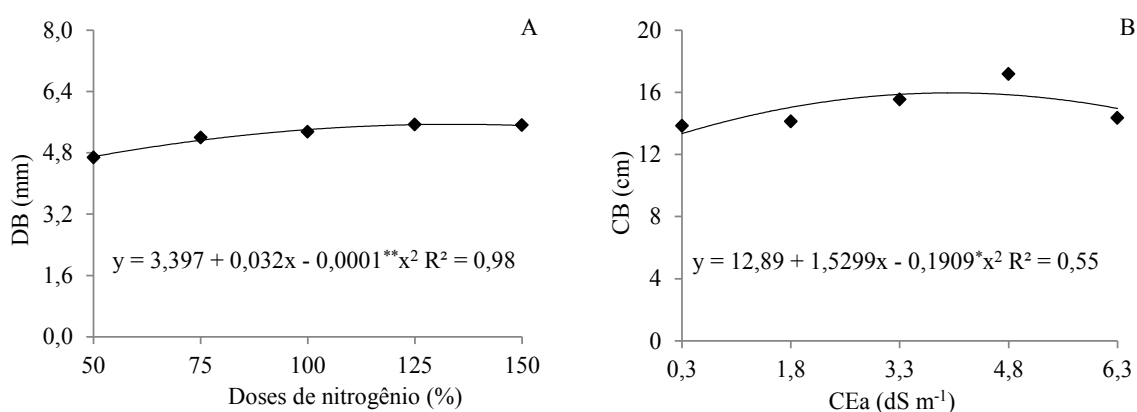 A
DB (mm)
8,0
6,4
4,8
3,2
1,6
0,0
y = 3,397 + 0,032x - 0,0001**x² R² = 0,98
50 75 100 125 150
Doses de nitrogênio (%)
B
CB (cm)
20
16
12
8
4
0
y = 12,89 + 1,5299x - 0,1909*x² R² = 0,55
0,3 1,8 3,3 4,8 6,3
CEa (dS m⁻¹)